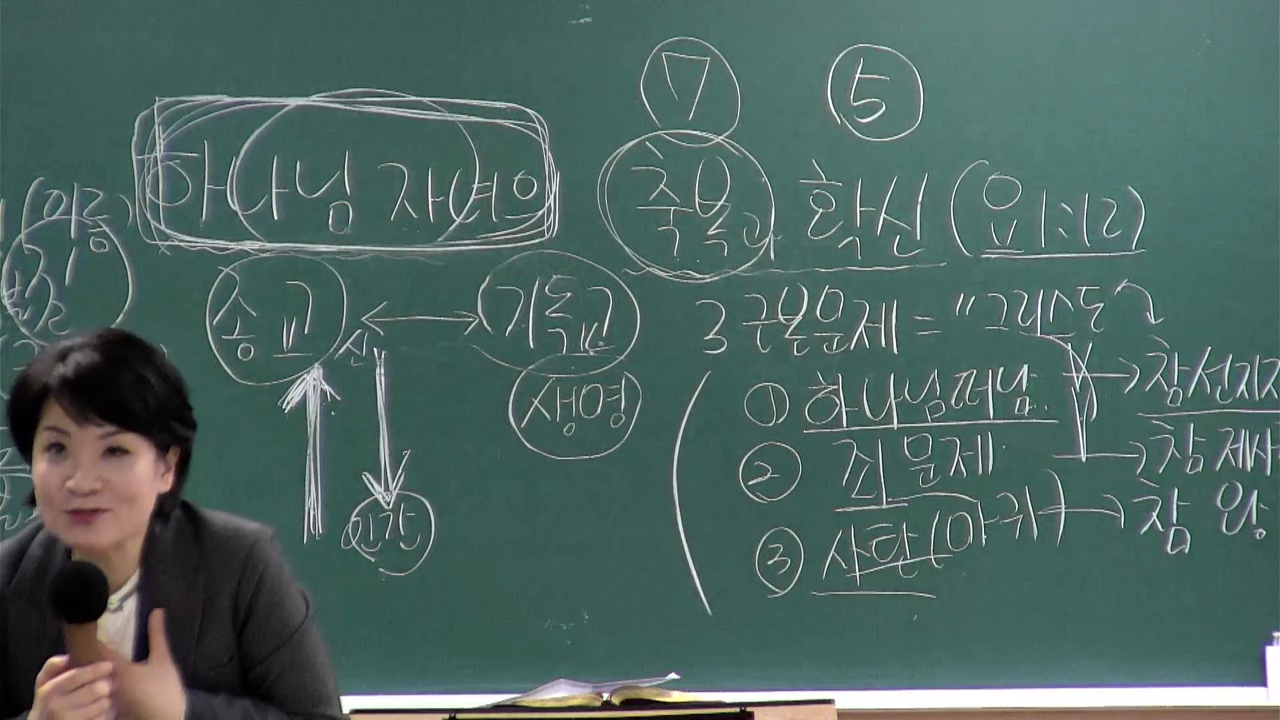 7 5
하나님 자녀의 축복과 확신 (요1:12)
종교 신 ↔ 기독교
생명
인간
3 근본문제 = "그리스도"
① 하나님떠남 → 참선지자
② 죄 문제 → 참제사
③ 사탄(마귀) → 참 왕